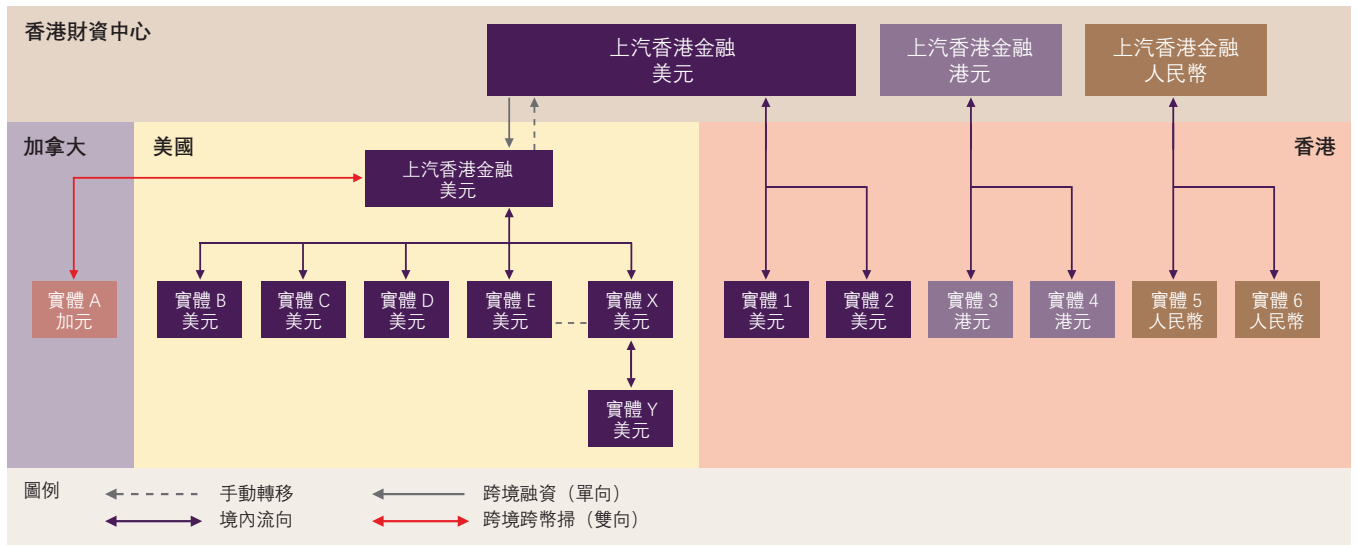 香港財資中心
上汽香港金融
美元
上汽香港金融
港元
上汽香港金融
人民幣
加拿大
美國
香港
上汽香港金融
美元
實體 A
加元
實體 B
美元
實體 C
美元
實體 D
美元
實體 E
美元
實體 X
美元
實體 1
美元
實體 2
美元
實體 3
港元
實體 4
港元
實體 5
人民幣
實體 6
人民幣
實體 Y
美元
圖例
手動轉移
跨境融資（單向）
境內流向
跨境跨幣掃（雙向）